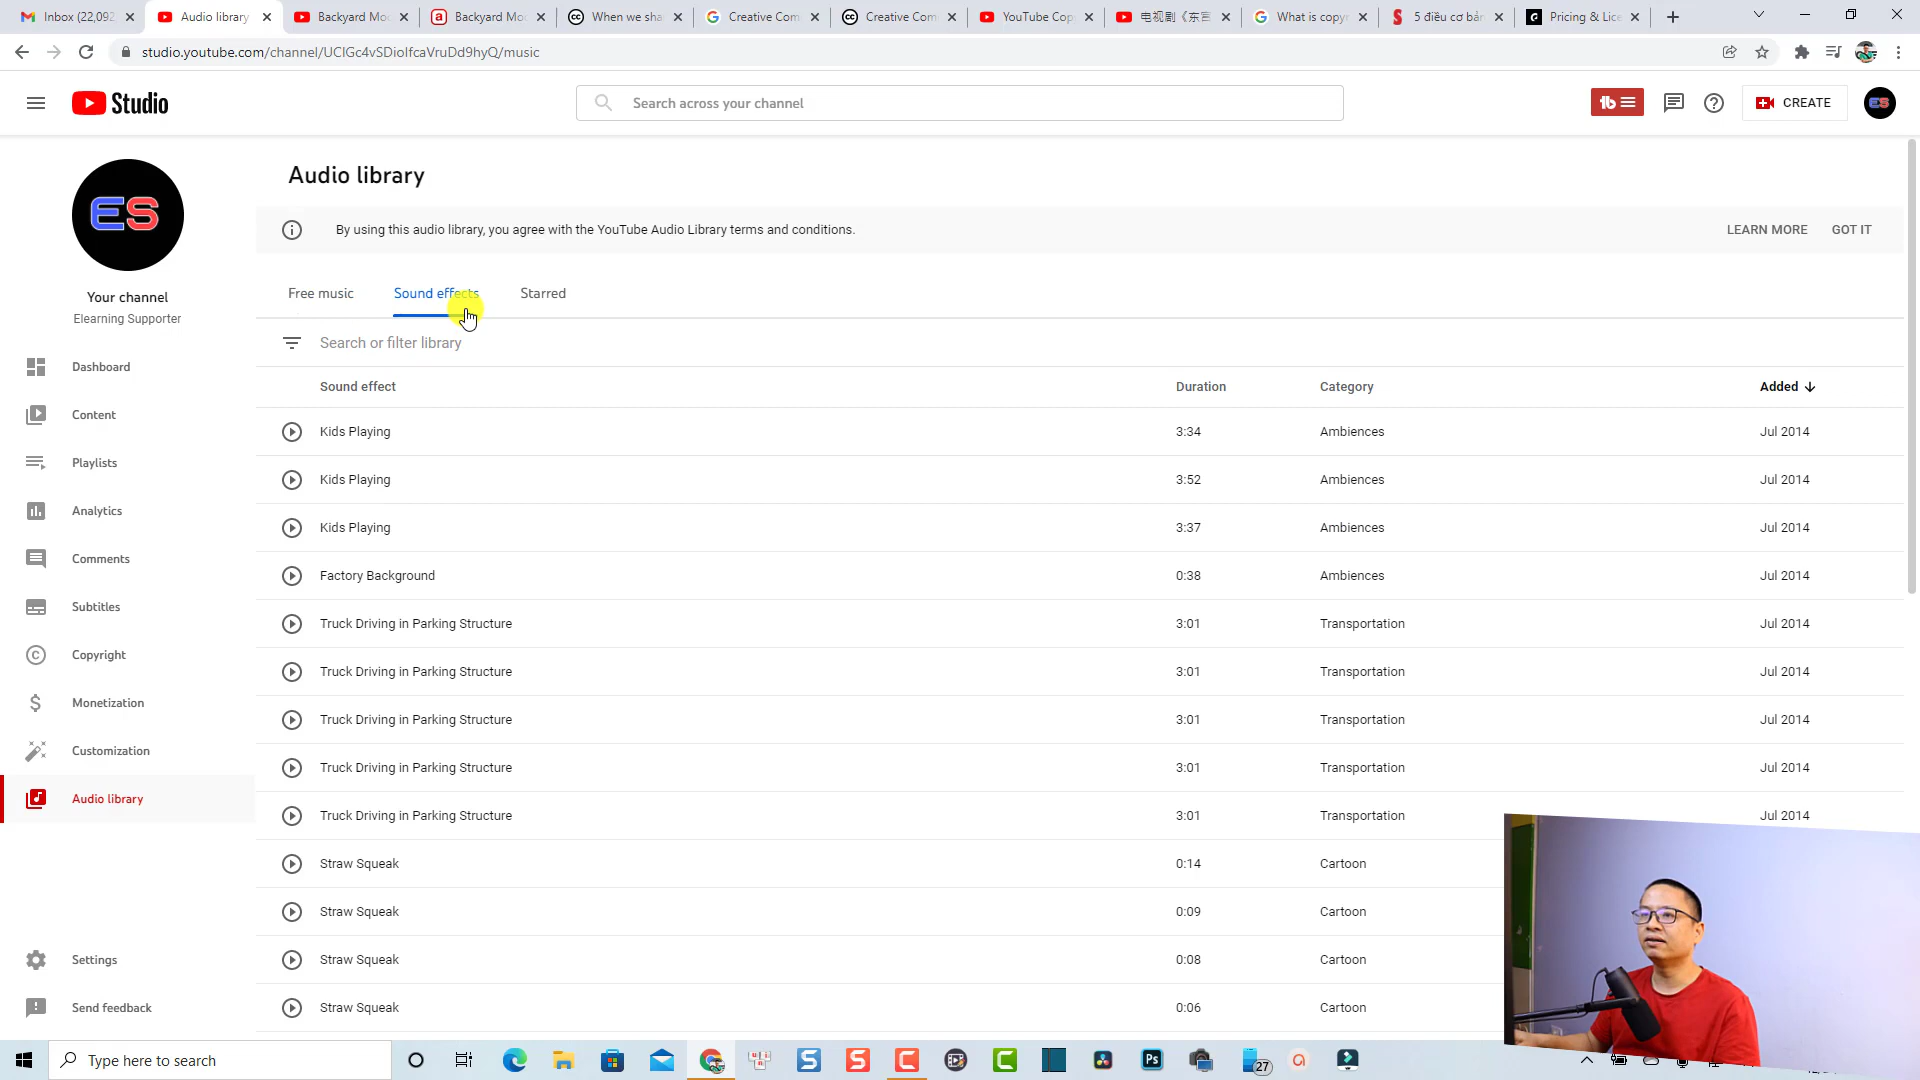 Inbox (22,092
Audio library
Backyard Mo
Backyard Mo
When we sha
Creative Com
Creative Com
YouTube Cop
电视剧《东宫
What is copy
5 điều cơ bản
Pricing & Lice
studio.youtube.com/channel/UCIGc4vSDioIfcaVruDd9hyQ/music
Studio
Search across your channel
CREATE
ES
ES
Your channel
Elearning Supporter
Dashboard
Content
Playlists
Analytics
Comments
Subtitles
Copyright
Monetization
Customization
Audio library
Settings
Send feedback
Audio library
By using this audio library, you agree with the YouTube Audio Library terms and conditions.
LEARN MORE GOT IT
Free music Sound effects Starred
Search or filter library
Sound effect Duration Category Added
Kids Playing 3:34 Ambiences Jul 2014
Kids Playing 3:52 Ambiences Jul 2014
Kids Playing 3:37 Ambiences Jul 2014
Factory Background 0:38 Ambiences Jul 2014
Truck Driving in Parking Structure 3:01 Transportation Jul 2014
Truck Driving in Parking Structure 3:01 Transportation Jul 2014
Truck Driving in Parking Structure 3:01 Transportation Jul 2014
Truck Driving in Parking Structure 3:01 Transportation Jul 2014
Truck Driving in Parking Structure 3:01 Transportation Jul 2014
Straw Squeak 0:14 Cartoon
Straw Squeak 0:09 Cartoon
Straw Squeak 0:08 Cartoon
Straw Squeak 0:06 Cartoon
Type here to search
Ps
27